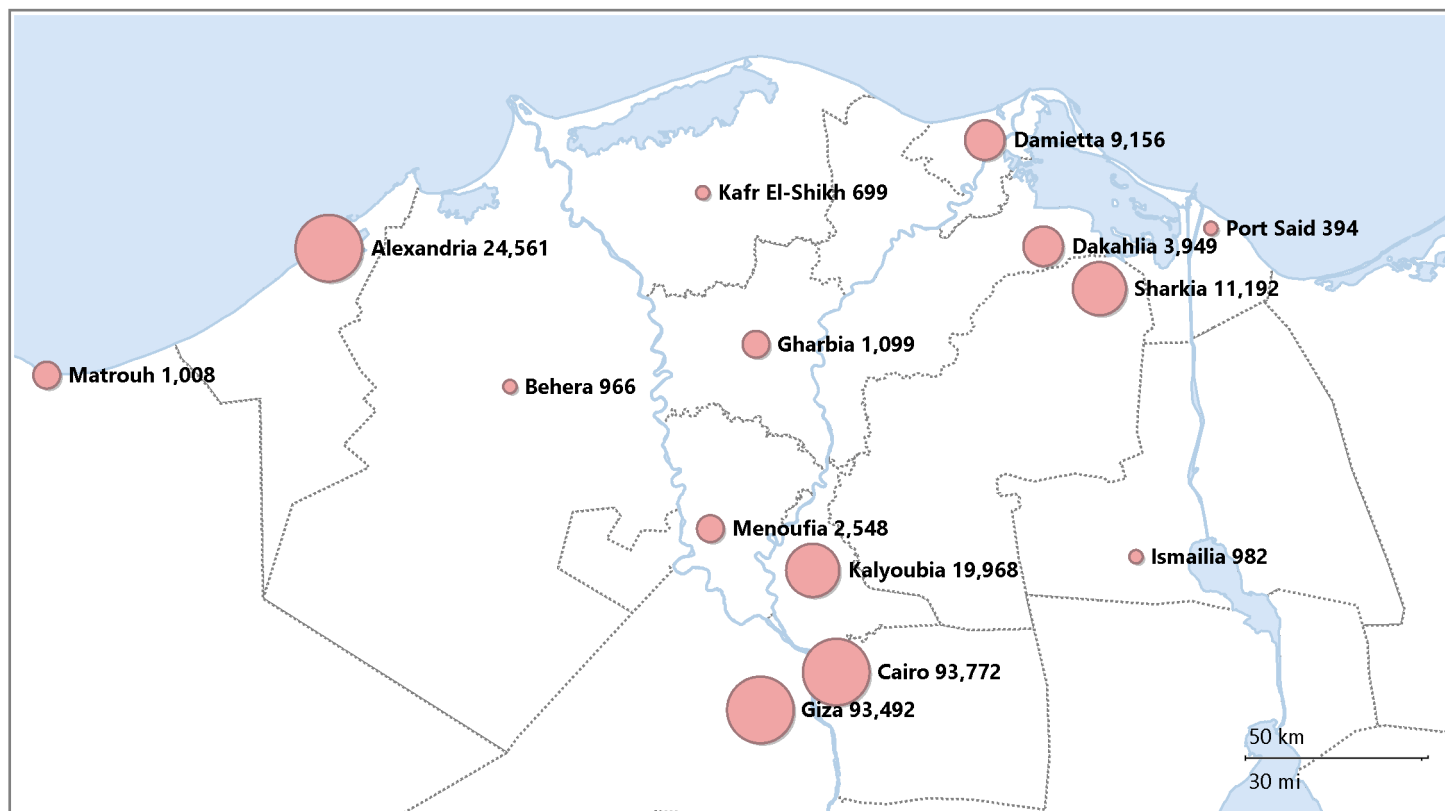 Damietta 9,156
Kafr El-Shikh 699
Port Said 394
Alexandria 24,561
Dakahlia 3,949
Sharkia 11,192
Gharbia 1,099
Matrouh 1,008
Behera 966
Menoufia 2,548
Ismailia 982
Kalyoubia 19,968
Cairo 93,772
Giza 93,492
50 km
30 mi